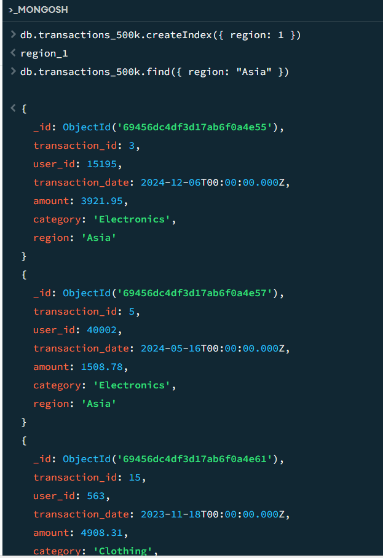 >_MONGOSH
> db.transactions_500k.createIndex({ region: 1 })
< region_1
> db.transactions_500k.find({ region: "Asia" })
< {
_id: ObjectId('69456dc4df3d17ab6f0a4e55'),
transaction_id: 3,
user_id: 15195,
transaction_date: 2024-12-06T00:00:00.000Z,
amount: 3921.95,
category: 'Electronics',
region: 'Asia'
}
{
_id: ObjectId('69456dc4df3d17ab6f0a4e57'),
transaction_id: 5,
user_id: 40002,
transaction_date: 2024-05-16T00:00:00.000Z,
amount: 1508.78,
category: 'Electronics',
region: 'Asia'
}
{
_id: ObjectId('69456dc4df3d17ab6f0a4e61'),
transaction_id: 15,
user_id: 563,
transaction_date: 2023-11-18T00:00:00.000Z,
amount: 4908.31,
category: 'Clothing',